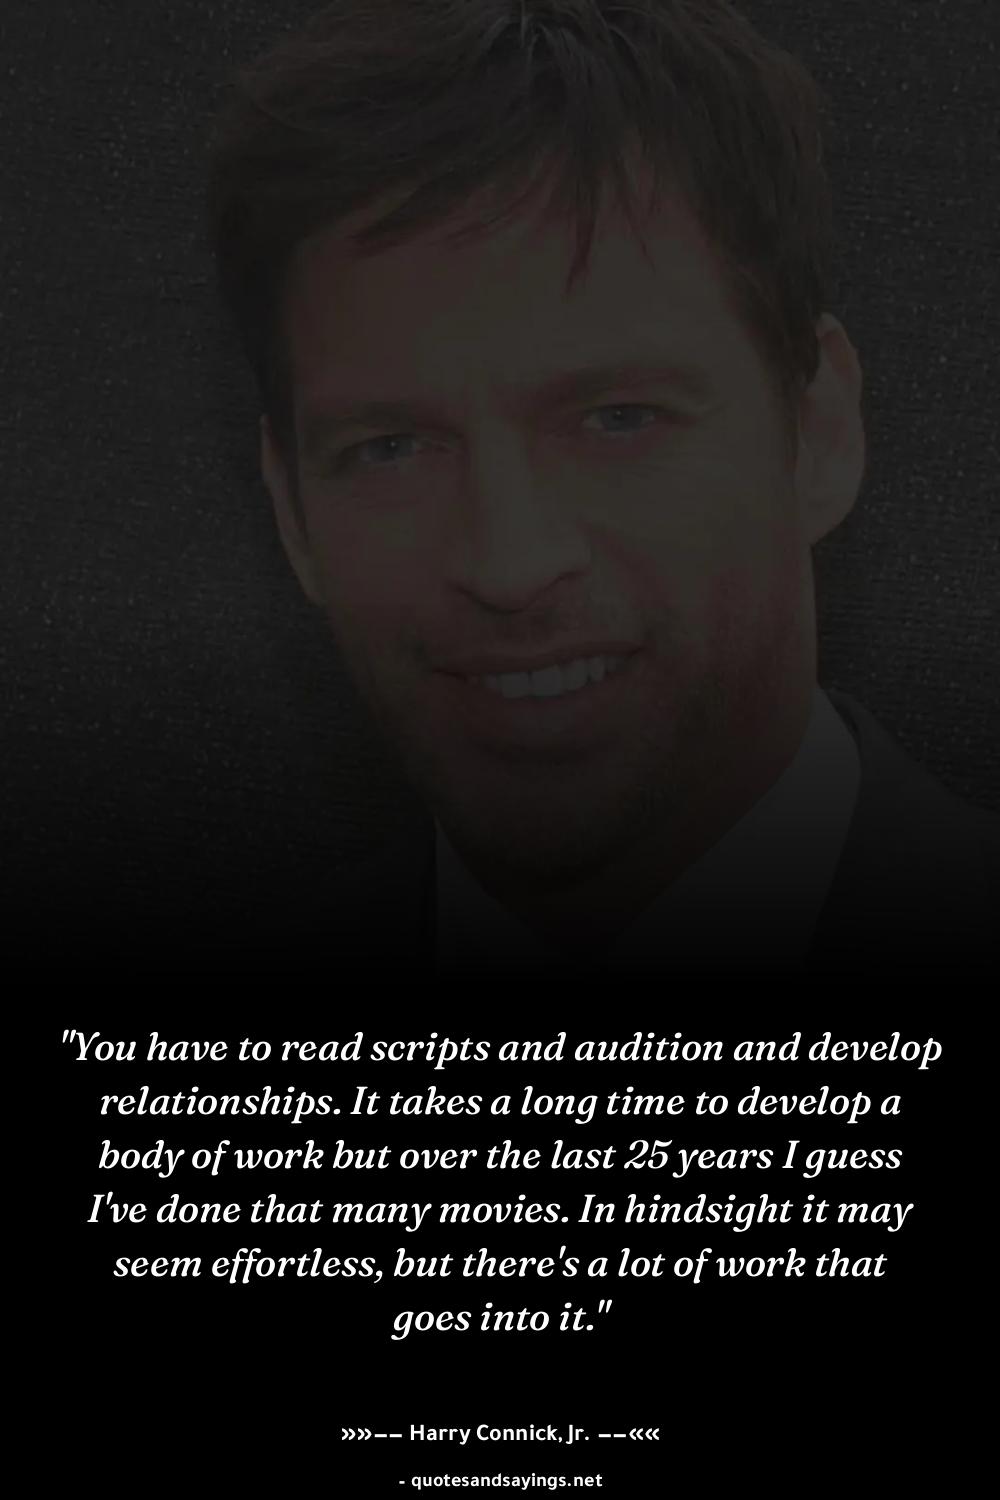 "You have to read scripts and audition and develop
relationships. It takes a long time to develop a
body of work but over the last 25 years I guess
I've done that many movies. In hindsight it may
seem effortless, but there's a lot of work that
goes into it."
»»–– Harry Connick, Jr. ––««
- quotesandsayings.net